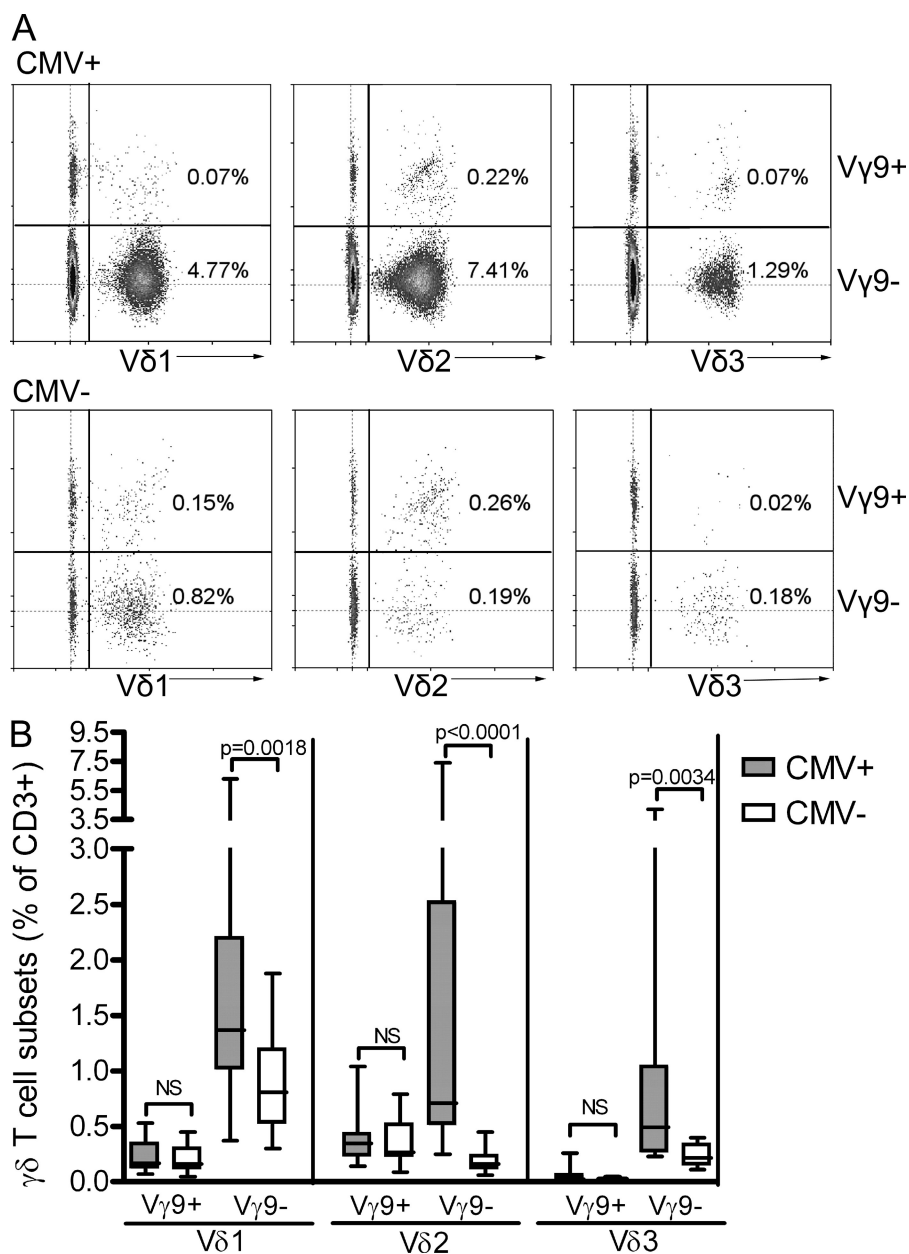 A
CMV+
0.07%
0.22%
0.07%
Vγ9+
4.77%
7.41%
1.29%
Vγ9-
Vδ1
Vδ2
Vδ3
CMV-
0.15%
0.26%
0.02%
Vγ9+
0.82%
0.19%
0.18%
Vγ9-
Vδ1
Vδ2
Vδ3
B
γδ T cell subsets (% of CD3+)
9.5
7.5
5.5
3.5
3.0
2.5
2.0
1.5
1.0
0.5
0.0
p=0.0018
p<0.0001
p=0.0034
NS
NS
NS
CMV+
CMV-
Vγ9+ Vγ9- Vγ9+ Vγ9- Vγ9+ Vγ9-
Vδ1 Vδ2 Vδ3